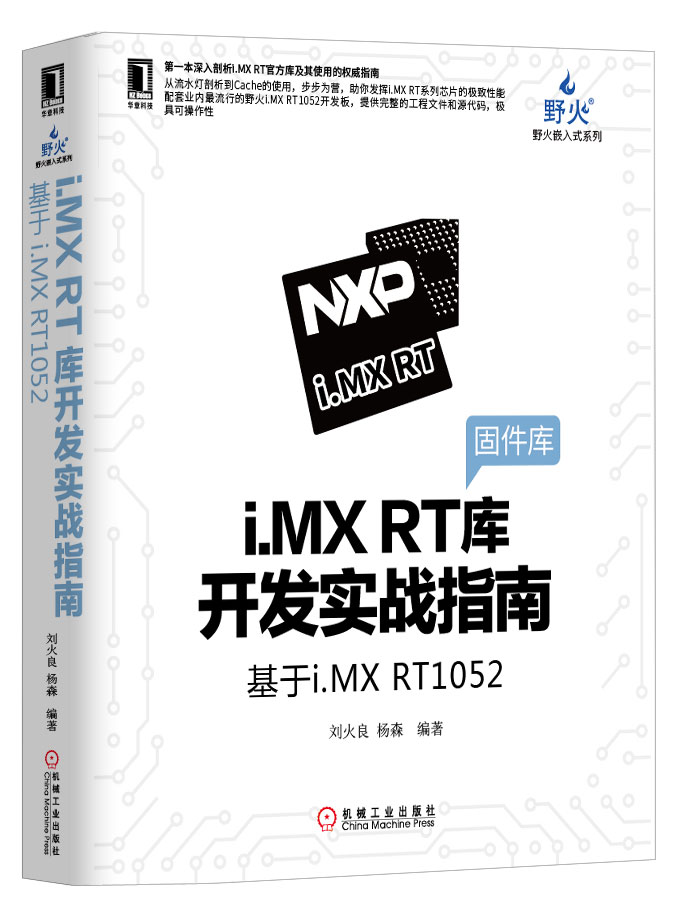 HZ Books
华章科技
野火®
野火嵌入式系列
i.MX RT 库开发实战指南
基于 i.MX RT1052
刘火良 杨森 编著
机械工业出版社
China Machine Press
HZ Books
华章科技
第一本深入剖析i.MX RT官方库及其使用的权威指南
从流水灯剖析到Cache的使用，步步为营，助你发挥i.MX RT系列芯片的极致性能
配套业内最流行的野火i.MX RT1052开发板，提供完整的工程文件和源代码，极
具可操作性
野火®
野火嵌入式系列
NXP
i.MX RT
固件库
i.MX RT库
开发实战指南
基于i.MX RT1052
刘火良 杨森 编著
机械工业出版社
China Machine Press